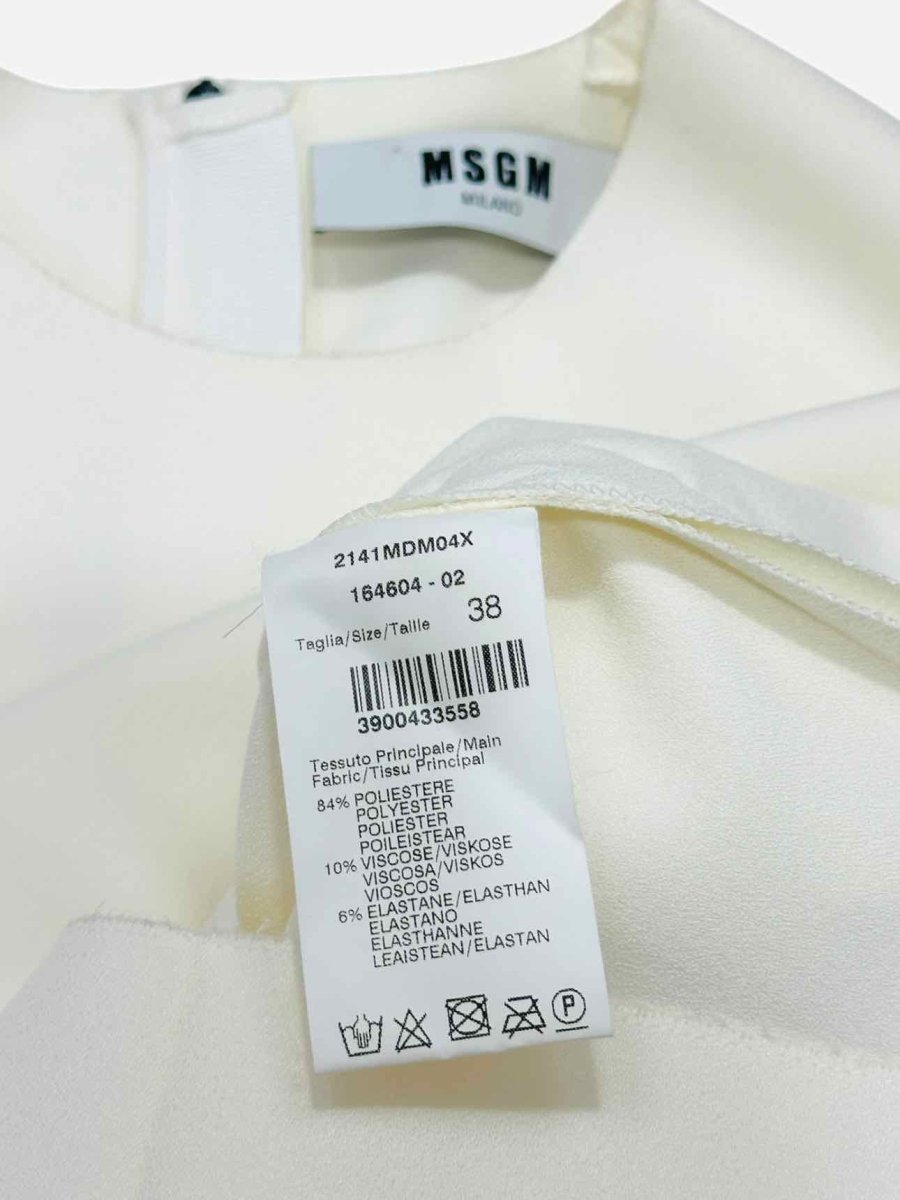 MSGM
MILANO
2141MDM04X
164604 - 02
Taglia/Size/Taille 38
3900433558
Tessuto Principale/Main
Fabric/Tissu Principal
84% POLIESTERE
POLYESTER
POLIESTER
POILEISTEAR
10% VISCOSE/VISKOSE
VISCOSA/VISKOS
VIOSCOS
6% ELASTANE/ELASTHAN
ELASTANO
ELASTHANNE
LEAISTEAN/ELASTAN
P